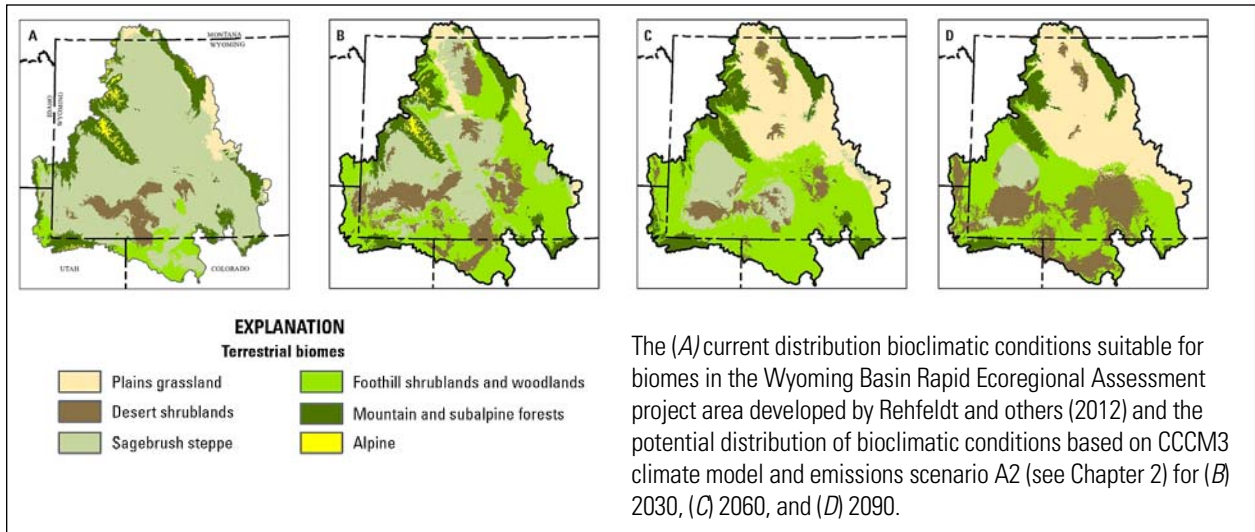 A
B
C
D
MONTANA
WYOMING
IDAHO
WYOMING
UTAH
COLORADO
EXPLANATION
Terrestrial biomes
Plains grassland
Desert shrublands
Sagebrush steppe
Foothill shrublands and woodlands
Mountain and subalpine forests
Alpine
The (A) current distribution bioclimatic conditions suitable for
biomes in the Wyoming Basin Rapid Ecoregional Assessment
project area developed by Rehfeldt and others (2012) and the
potential distribution of bioclimatic conditions based on CCCM3
climate model and emissions scenario A2 (see Chapter 2) for (B)
2030, (C) 2060, and (D) 2090.